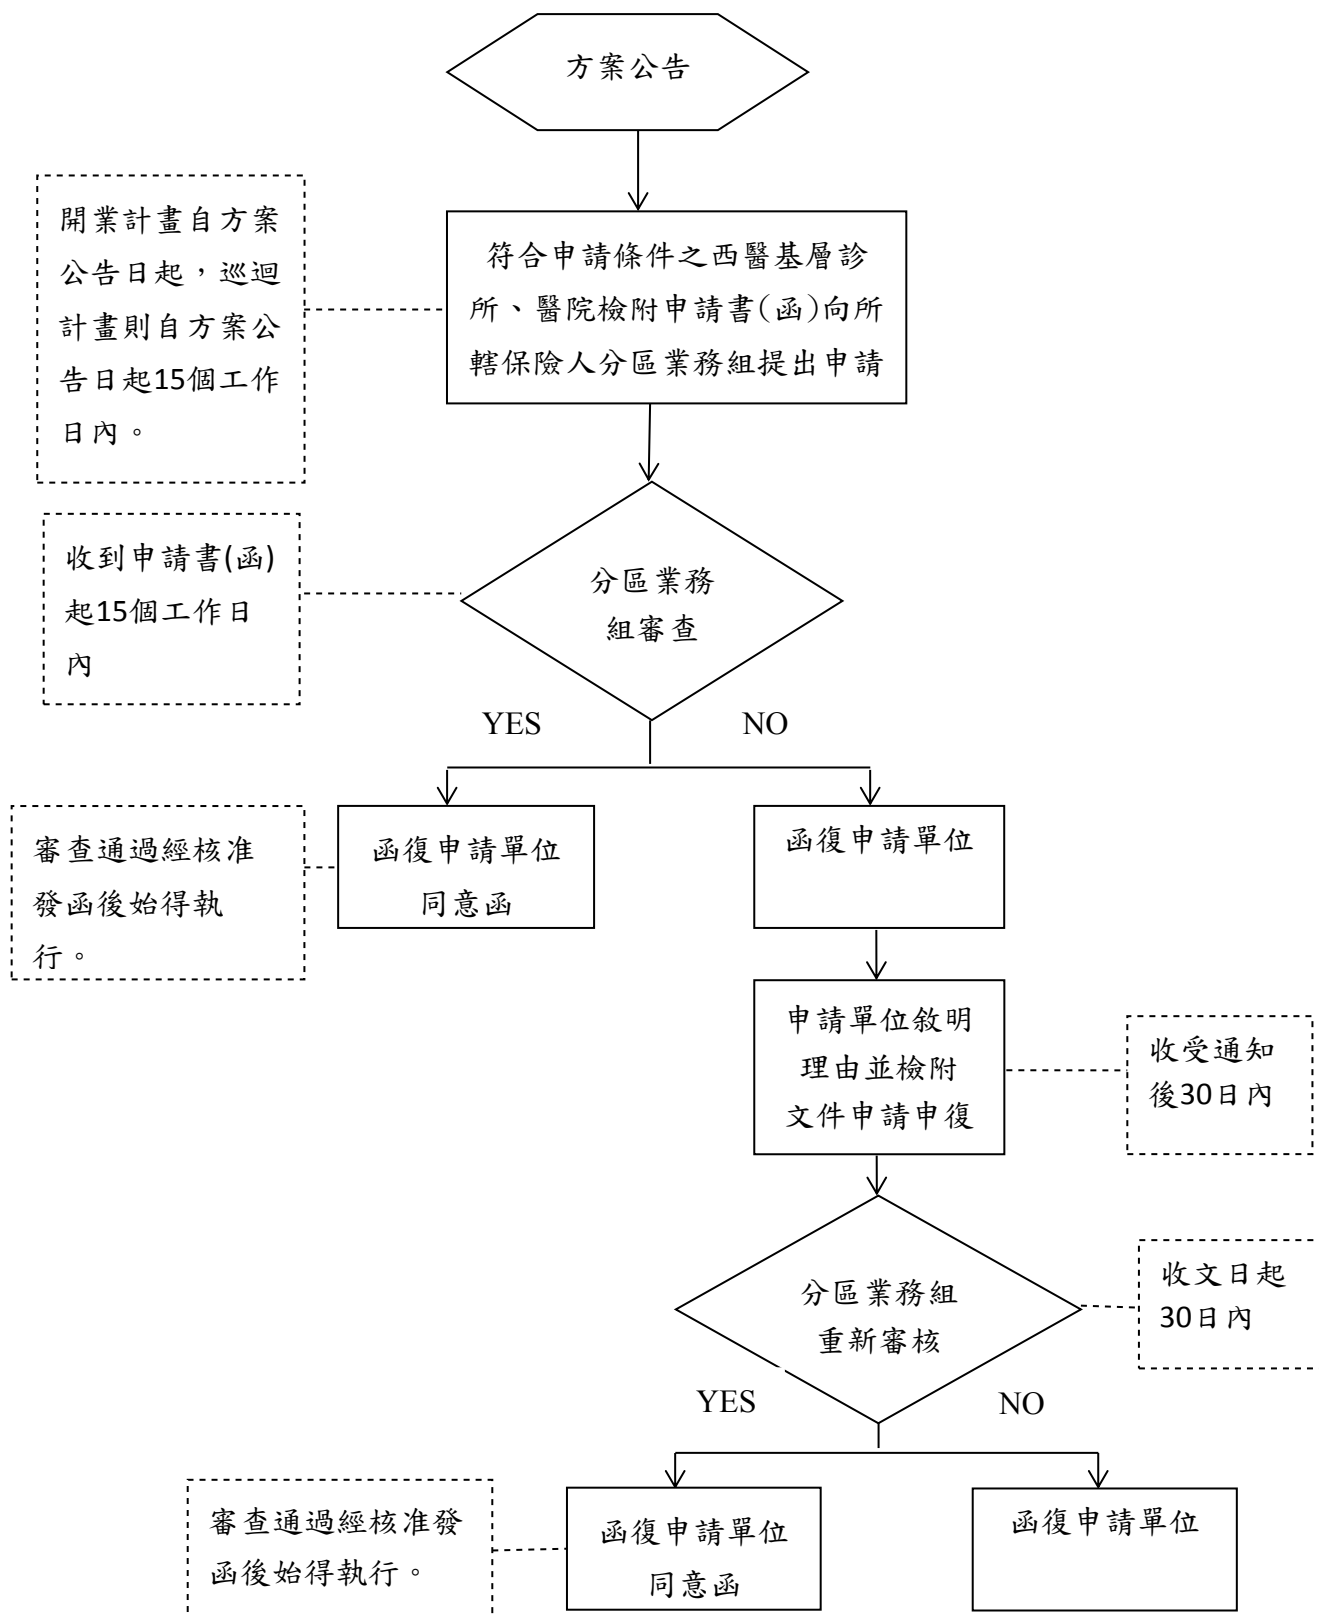 方案公告
開業計畫自方案
公告日起，巡迴
計畫則自方案公
告日起15個工作
日內。
符合申請條件之西醫基層診
所、醫院檢附申請書(函)向所
轄保險人分區業務組提出申請
收到申請書(函)
起15個工作日
內
分區業務
組審查
YES
NO
審查通過經核准
發函後始得執
行。
函復申請單位
同意函
函復申請單位
申請單位敘明
理由並檢附
文件申請申復
收受通知
後30日內
分區業務組
重新審核
收文日起
30日內
YES
NO
審查通過經核准發
函後始得執行。
函復申請單位
同意函
函復申請單位